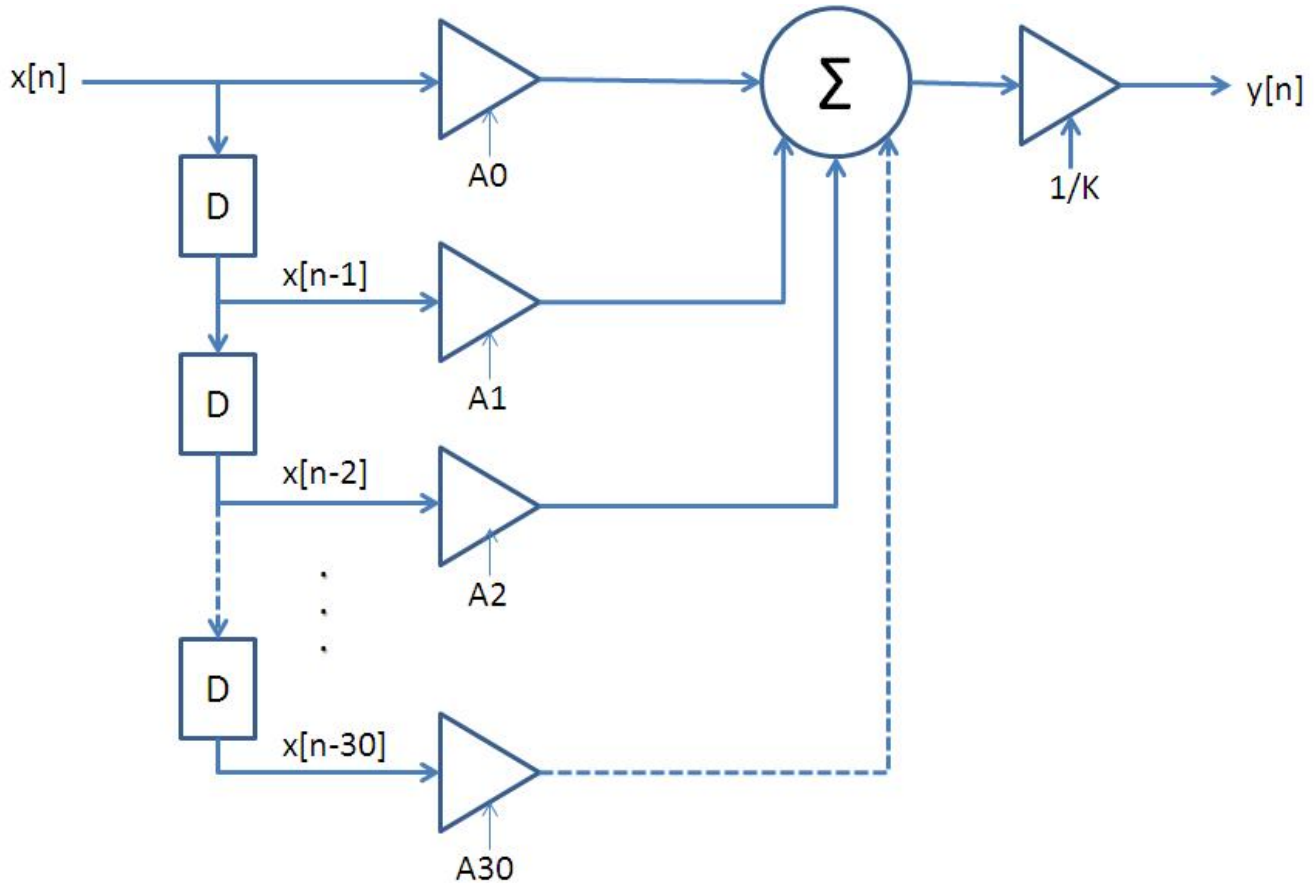 x[n]
A0
Σ
1/K
y[n]
D
x[n-1]
A1
D
x[n-2]
A2
.
.
.
D
x[n-30]
A30